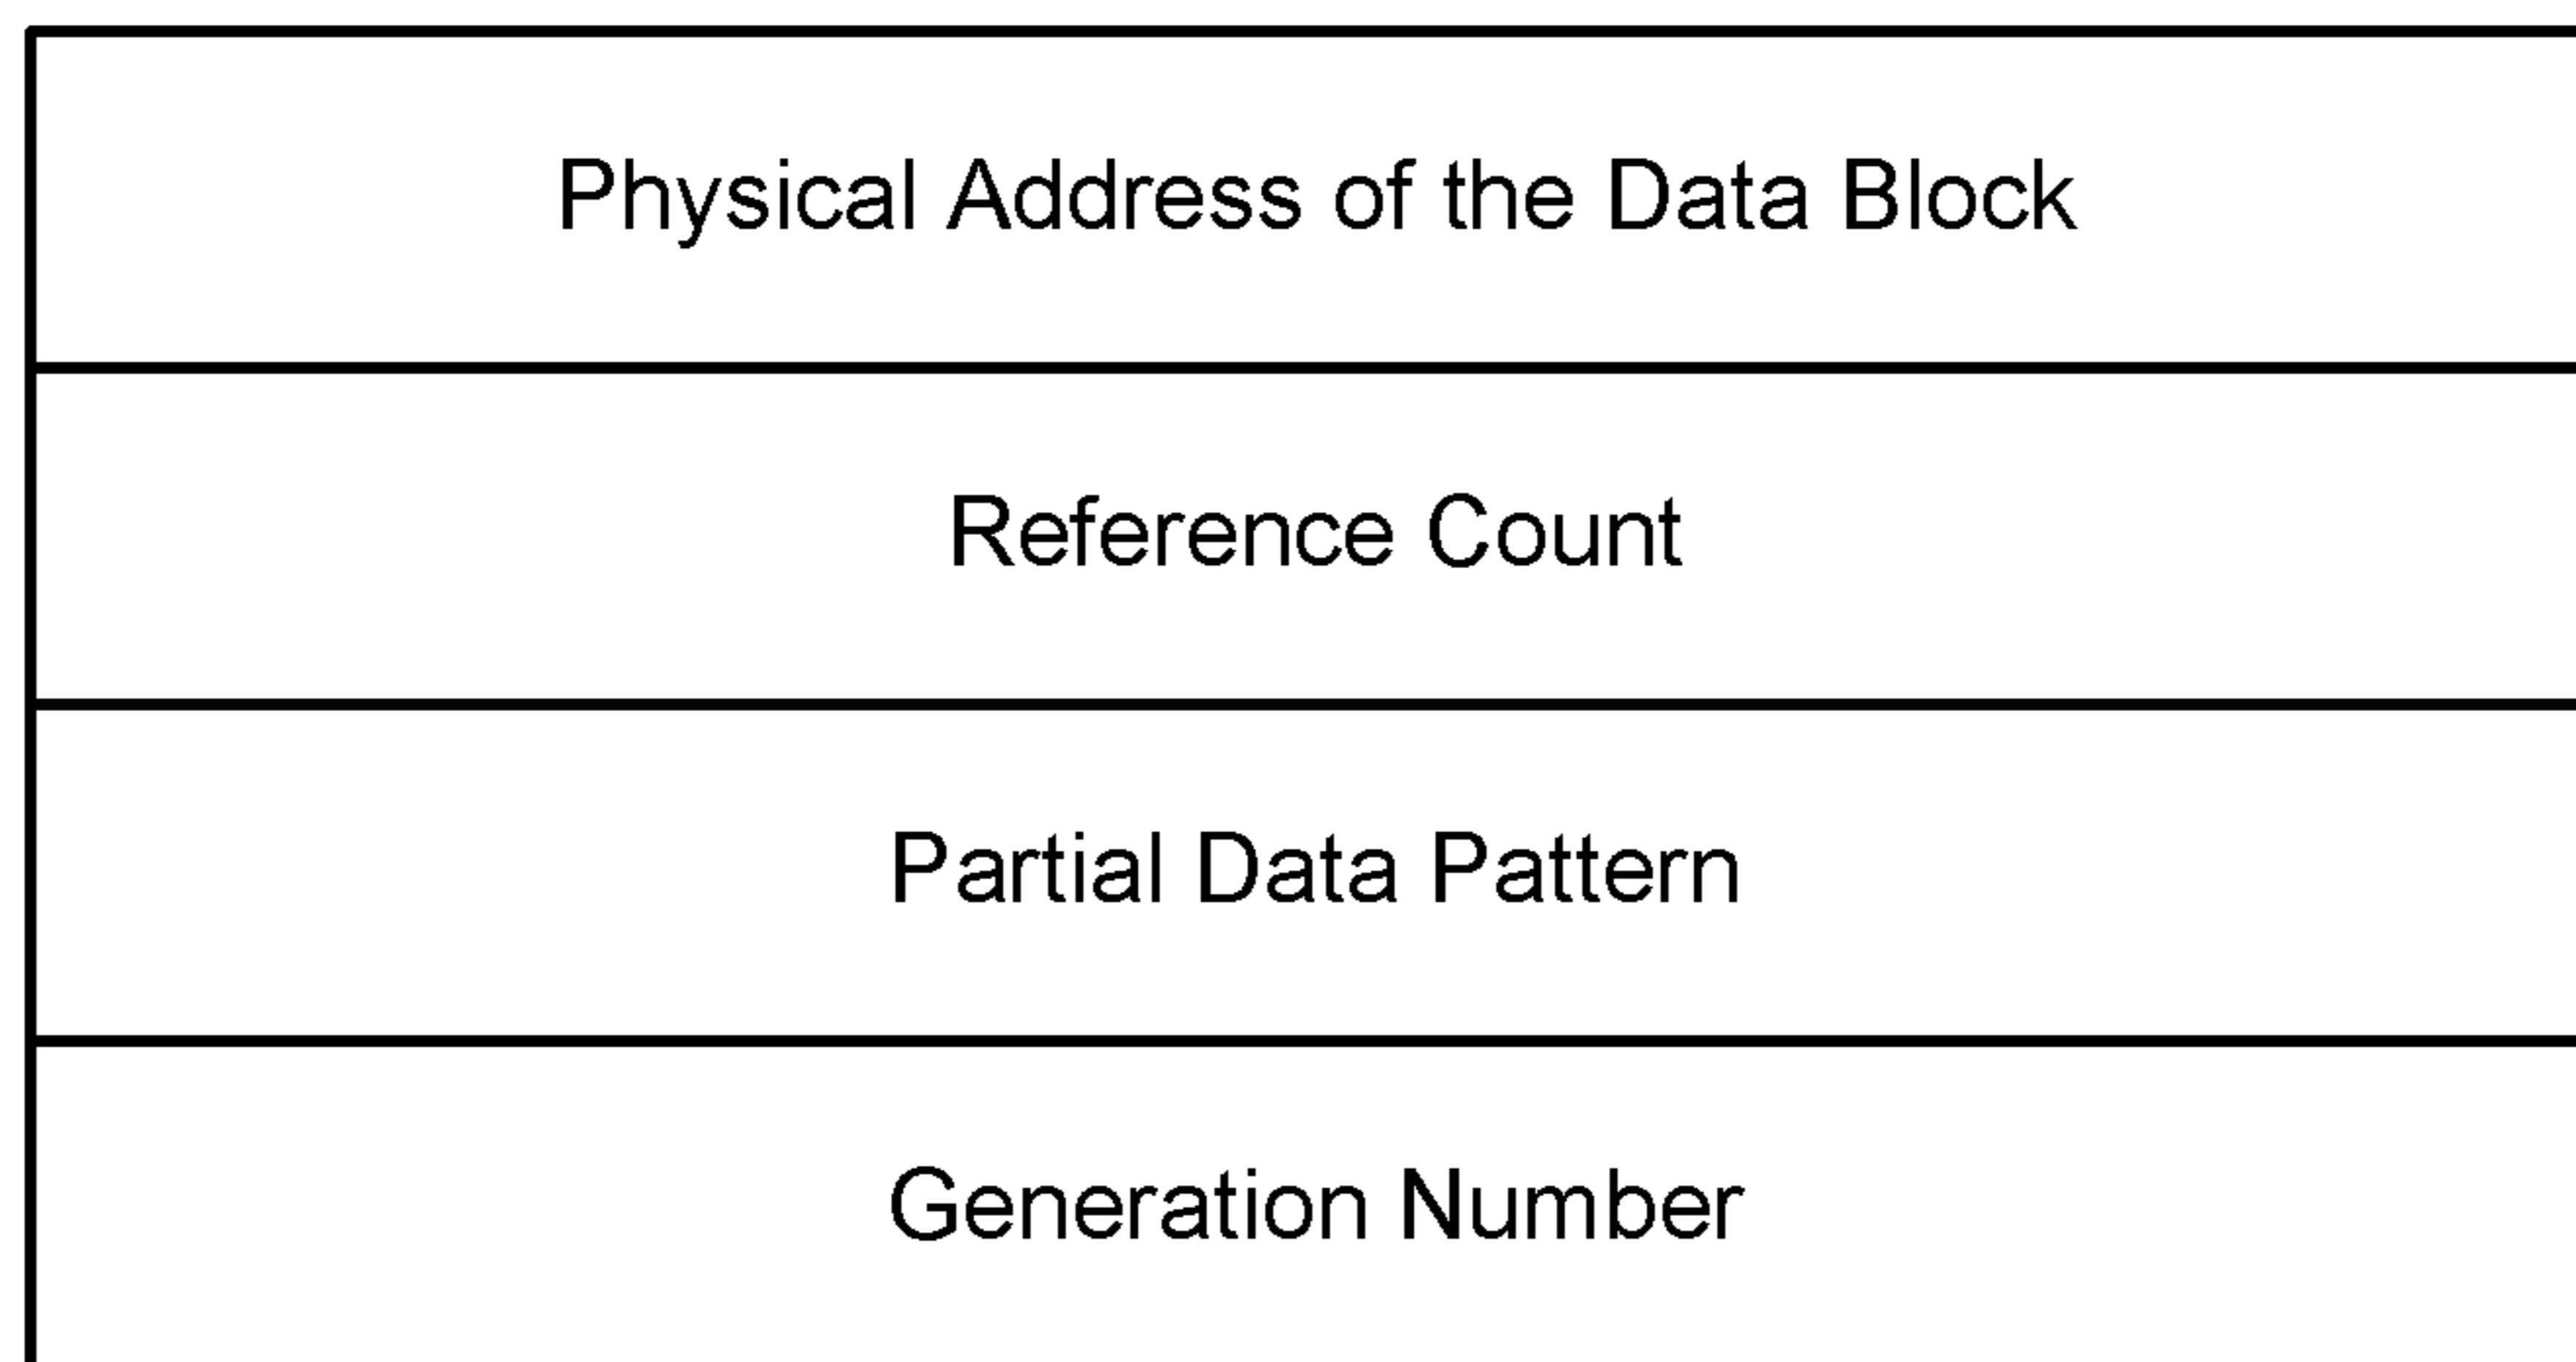 Physical Address of the Data Block
Reference Count
Partial Data Pattern
Generation Number